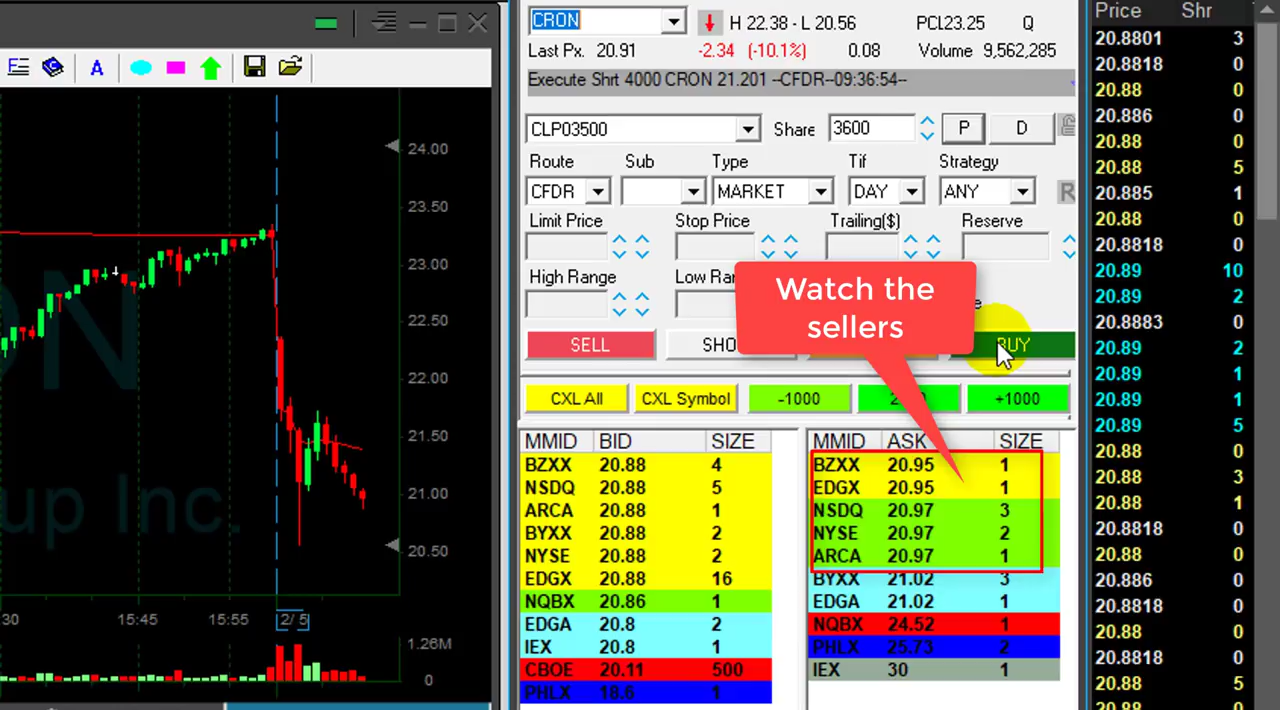 A
24.00
23.50
23.00
22.50
22.00
21.50
21.00
20.50
ON
up Inc.
:30 15:45 15:55 2/ 5
1.26M
0
CRON H 22.38 - L 20.56 PCL23.25 Q
Last Px. 20.91 -2.34 (-10.1%) 0.08 Volume 9,562,285
Execute Shrt 4000 CRON 21.201 --CFDR--09:36:54--
CLP03500 Share 3600 P D
Route Sub Type Tif Strategy
CFDR MARKET DAY ANY R
Limit Price Stop Price Trailing($) Reserve
High Range Low Ra
Watch the
sellers
SELL SHO BUY
CXL All CXL Symbol -1000 2 +1000
MMID BID SIZE
BZXX 20.88 4
NSDQ 20.88 5
ARCA 20.88 1
BYXX 20.88 2
NYSE 20.88 2
EDGX 20.88 16
NQBX 20.86 1
EDGA 20.8 2
IEX 20.8 1
CBOE 20.11 500
PHLX 18.6 1
MMID ASK SIZE
BZXX 20.95 1
EDGX 20.95 1
NSDQ 20.97 3
NYSE 20.97 2
ARCA 20.97 1
BYXX 21.02 3
EDGA 21.02 1
NQBX 24.52 1
PHLX 25.73 2
IEX 30 1
Price Shr
20.8801 3
20.8818 0
20.88 0
20.886 0
20.88 0
20.88 5
20.885 1
20.88 0
20.8818 0
20.89 10
20.89 2
20.8883 0
20.89 2
20.89 1
20.89 1
20.89 5
20.88 0
20.88 3
20.88 1
20.8818 0
20.88 0
20.886 0
20.8818 0
20.88 0
20.8818 0
20.88 5